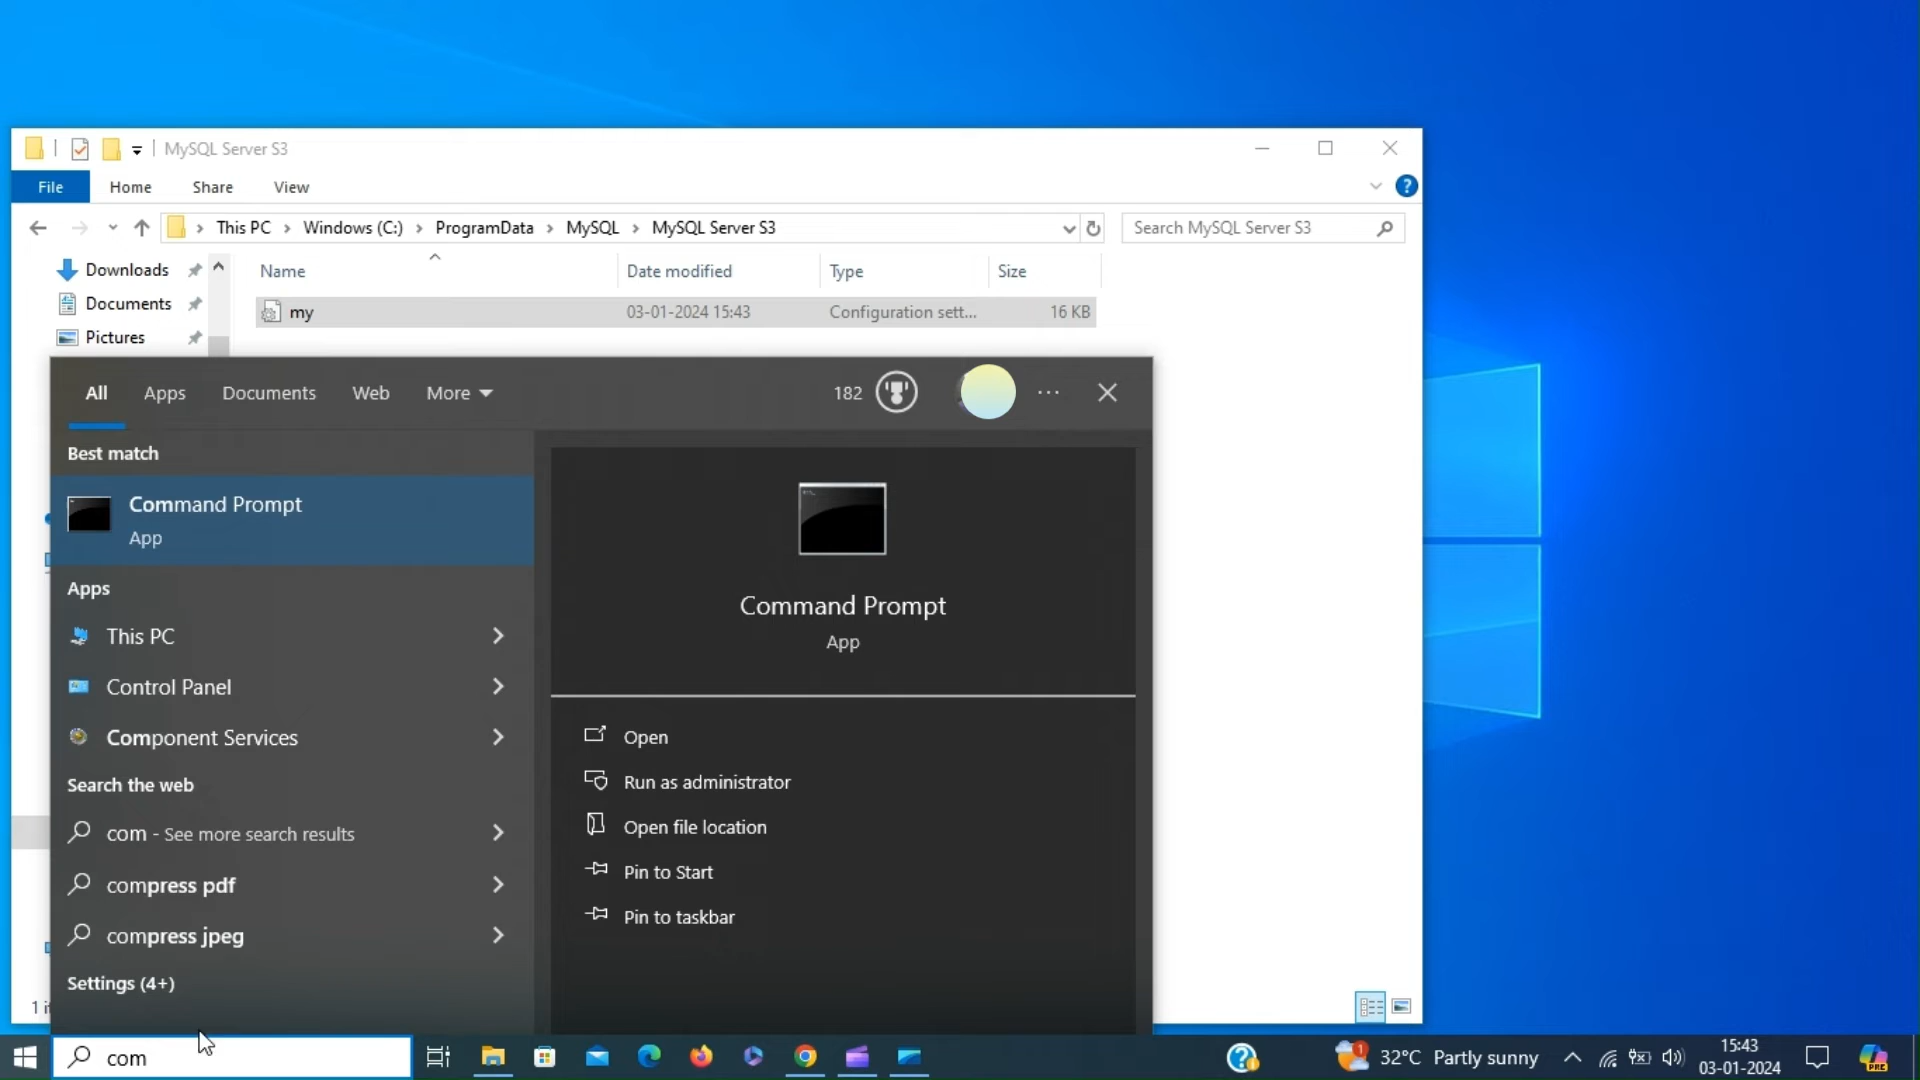 MySQL Server S3
File Home Share View
This PC Windows (C:) ProgramData MySQL MySQL Server S3
Search MySQL Server S3
Downloads
Documents
Pictures
Name Date modified Type Size
my 03-01-2024 15:43 Configuration sett... 16 KB
All Apps Documents Web More
182
Best match
Command Prompt
App
Apps
This PC
Control Panel
Component Services
Search the web
com - See more search results
compress pdf
compress jpeg
Settings (4+)
Command Prompt
App
Open
Run as administrator
Open file location
Pin to Start
Pin to taskbar
com
32°C Partly sunny
15:43
03-01-2024
PRE